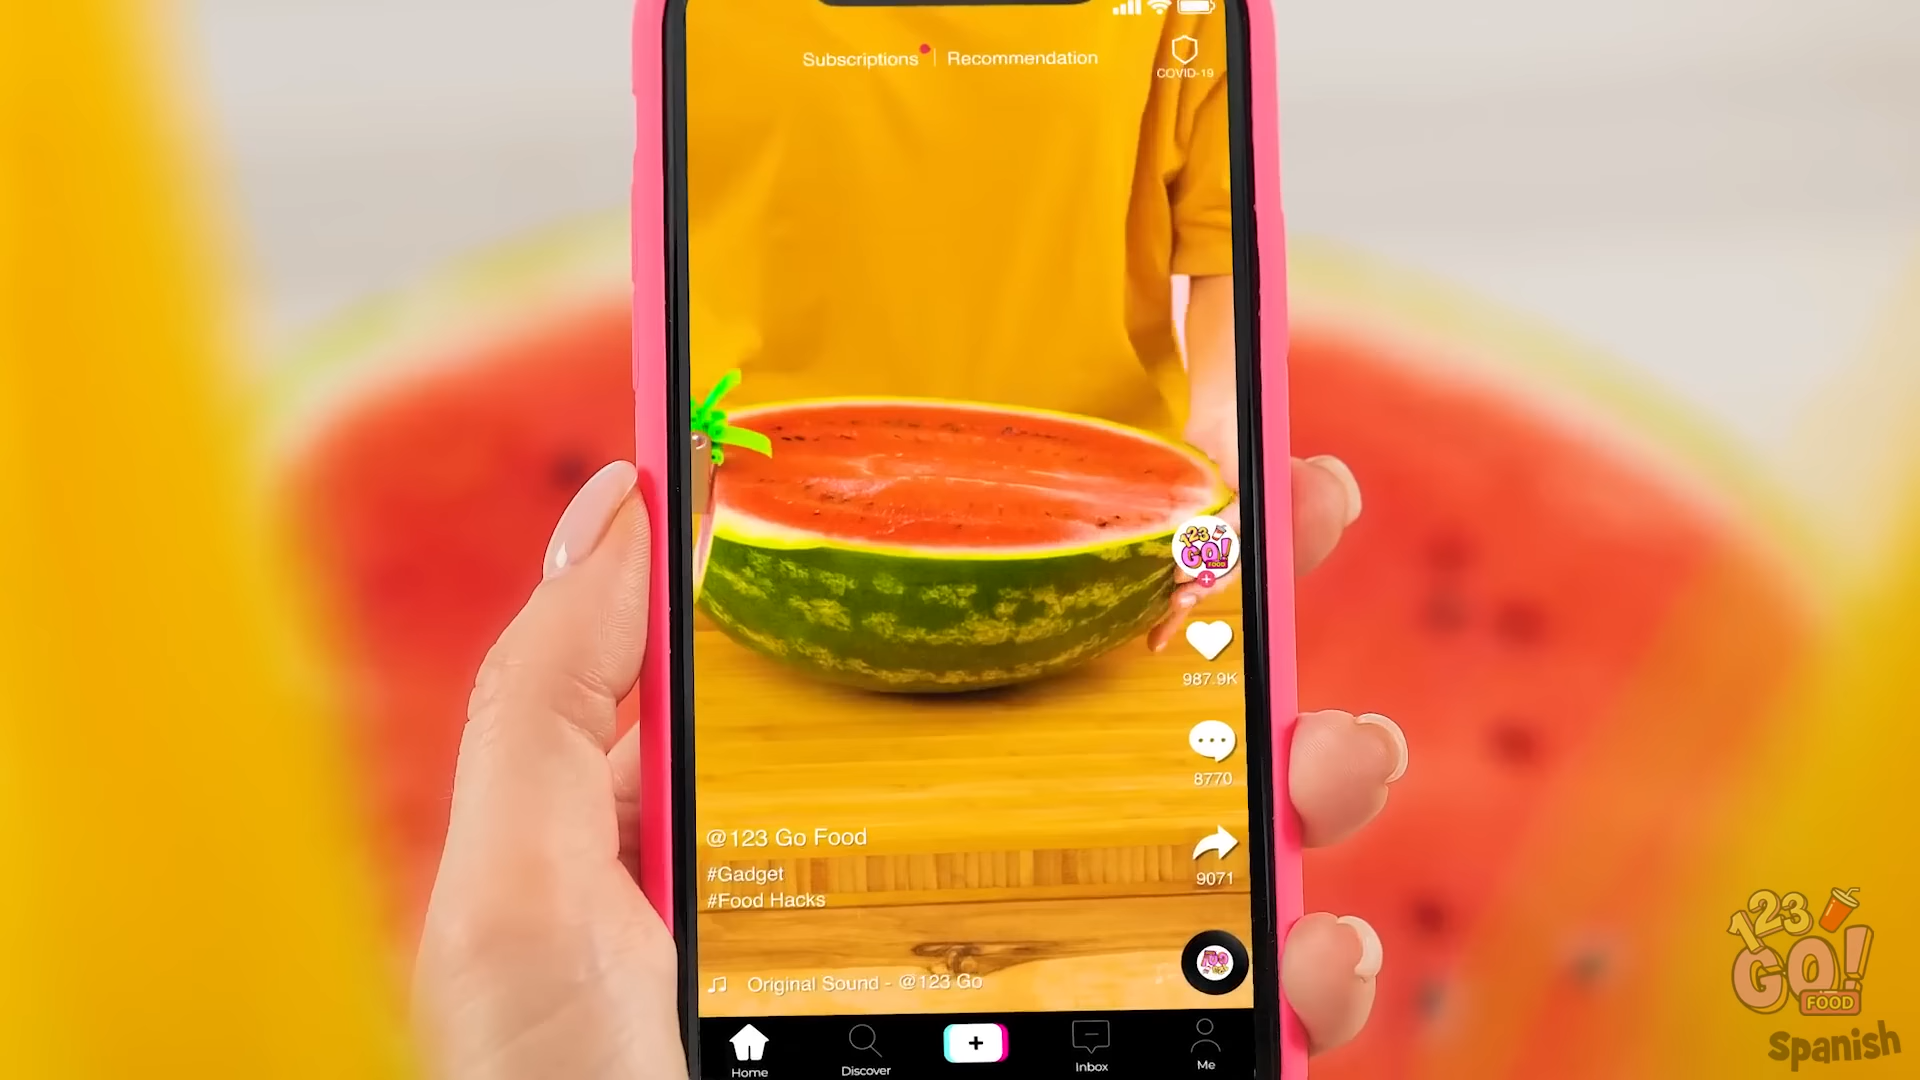 Subscriptions | Recommendation
COVID-19
123
GO!
FOOD
987.9K
8770
@123 Go Food
#Gadget
#Food Hacks
9071
Original Sound - @123 Go
Home
Discover
Inbox
Me
123
GO!
FOOD
Spanish